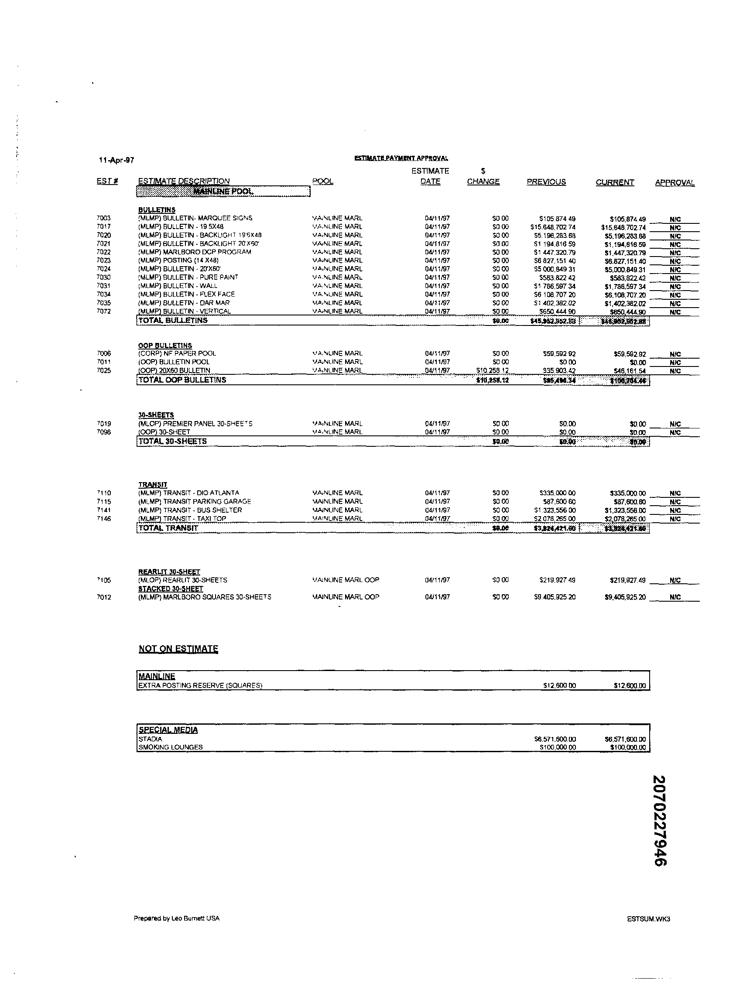 11-Apr-97
ESTIMATE PAYMENT APPROVAL
EST # ESTIMATE DESCRIPTION POOL ESTIMATE DATE $ CHANGE PREVIOUS CURRENT APPROVAL
MAINLINE POOL
BULLETINS
7003 (MLMP) BULLETIN- MARQUEE SIGNS MAINLINE MARL 04/11/97 $0.00 $105,874.49 $105,874.49 N/C
7017 (MLMP) BULLETIN - 19.5X48 MAINLINE MARL 04/11/97 $0.00 $15,648,702.74 $15,648,702.74 N/C
7020 (MLMP) BULLETIN - BACKLIGHT 19'6X48 MAINLINE MARL 04/11/97 $0.00 $5,196,283.68 $5,196,283.68 N/C
7021 (MLMP) BULLETIN - BACKLIGHT 20'X60' MAINLINE MARL 04/11/97 $0.00 $1,194,816.59 $1,194,816.59 N/C
7022 (MLMP) MARLBORO DCP PROGRAM MAINLINE MARL 04/11/97 $0.00 $1,447,320.79 $1,447,320.79 N/C
7023 (MLMP) POSTING (14 X48) MAINLINE MARL 04/11/97 $0.00 $6,827,151.40 $6,827,151.40 N/C
7024 (MLMP) BULLETIN - 20'X60' MAINLINE MARL 04/11/97 $0.00 $5,000,849.31 $5,000,849.31 N/C
7030 (MLMP) BULLETIN - PURE PAINT MAINLINE MARL 04/11/97 $0.00 $583,822.42 $583,822.42 N/C
7031 (MLMP) BULLETIN - WALL MAINLINE MARL 04/11/97 $0.00 $1,786,597.34 $1,786,597.34 N/C
7034 (MLMP) BULLETIN - FLEX FACE MAINLINE MARL 04/11/97 $0.00 $6,108,707.20 $6,108,707.20 N/C
7035 (MLMP) BULLETIN - DAR MAR MAINLINE MARL 04/11/97 $0.00 $1,402,382.02 $1,402,382.02 N/C
7072 (MLMP) BULLETIN - VERTICAL MAINLINE MARL 04/11/97 $0.00 $650,444.90 $650,444.90 N/C
TOTAL BULLETINS $0.00
OOP BULLETINS
7006 (CORP) NF PAPER POOL MAINLINE MARL 04/11/97 $0.00 $59,592.92 $59,592.92 N/C
7011 (OOP) BULLETIN POOL MAINLINE MARL 04/11/97 $0.00 $0.00 $0.00 N/C
7025 (OOP) 20X60 BULLETIN MAINLINE MARL 04/11/97 $10,258.12 $35,903.42 $46,161.54 N/C
TOTAL OOP BULLETINS $10,258.12
30-SHEETS
7019 (MLOP) PREMIER PANEL 30-SHEETS MAINLINE MARL 04/11/97 $0.00 $0.00 $0.00 N/C
7098 (OOP) 30-SHEET MAINLINE MARL 04/11/97 $0.00 $0.00 $0.00 N/C
TOTAL 30-SHEETS $0.00 $0.00 $0.00
TRANSIT
7110 (MLMP) TRANSIT - DIO ATLANTA MAINLINE MARL 04/11/97 $0.00 $335,000.00 $335,000.00 N/C
7115 (MLMP) TRANSIT PARKING GARAGE MAINLINE MARL 04/11/97 $0.00 $87,600.60 $87,600.60 N/C
7141 (MLMP) TRANSIT - BUS SHELTER MAINLINE MARL 04/11/97 $0.00 $1,323,556.00 $1,323,556.00 N/C
7146 (MLMP) TRANSIT - TAXI TOP MAINLINE MARL 04/11/97 $0.00 $2,078,265.00 $2,078,265.00 N/C
TOTAL TRANSIT $0.00 $3,824,421.60 $3,824,421.60
REARLIT 30-SHEET
7105 (MLOP) REARLIT 30-SHEETS MAINLINE MARL OOP 04/11/97 $0.00 $219,927.49 $219,927.49 N/C
STACKED 30-SHEET
7012 (MLMP) MARLBORO SQUARES 30-SHEETS MAINLINE MARL OOP 04/11/97 $0.00 $9,405,925.20 $9,405,925.20 N/C
NOT ON ESTIMATE
MAINLINE
EXTRA POSTING RESERVE (SQUARES) $12,600.00 $12,600.00
SPECIAL MEDIA
STADIA $6,571,600.00 $6,571,600.00
SMOKING LOUNGES $100,000.00 $100,000.00
2070227946
Prepared by Leo Burnett USA ESTSUM.WK3